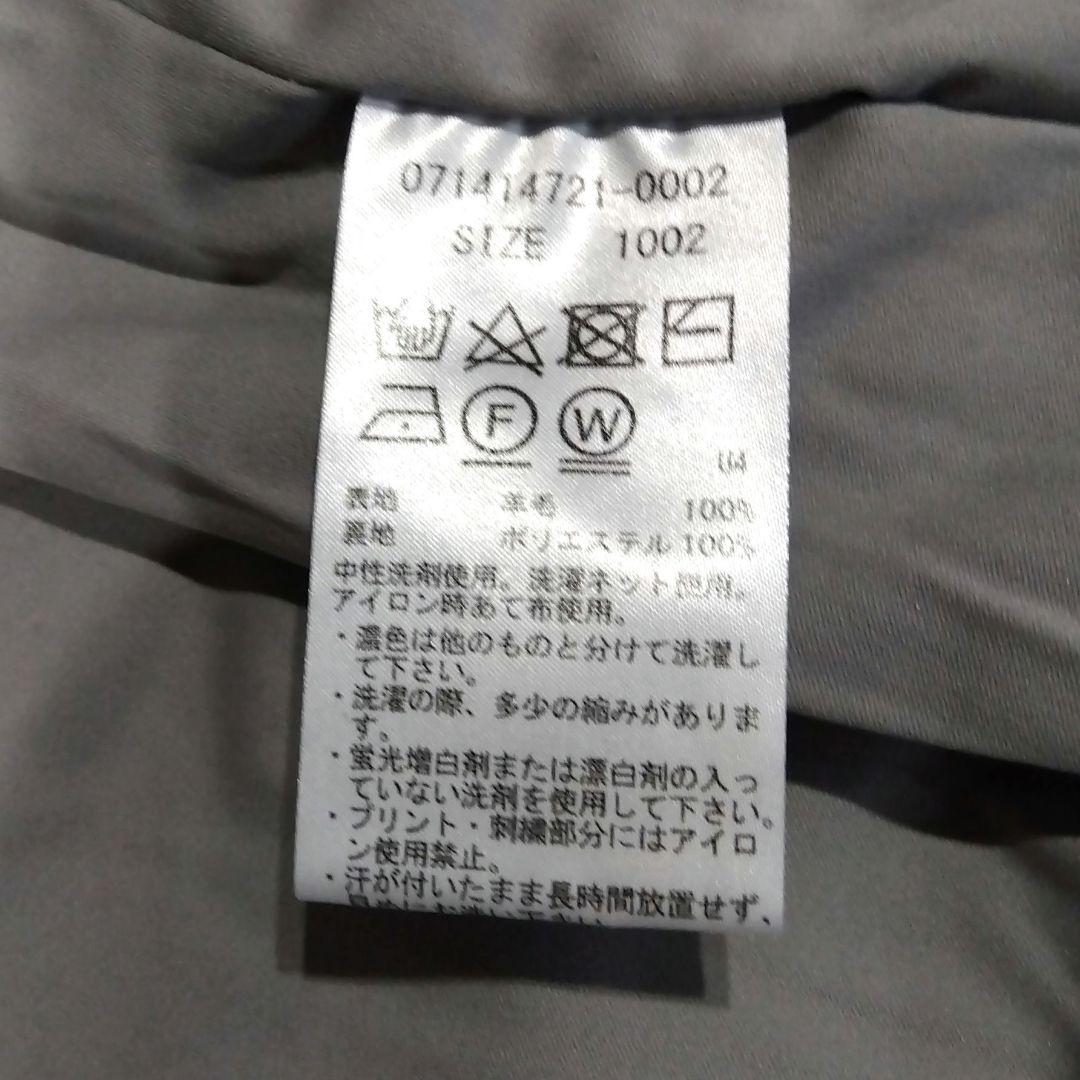 071414721-0002
SIZE 1002
F W
04
表地 羊毛 100%
裏地 ポリエステル 100%
中性洗剤使用。洗濯ネット使用。
アイロン時あて布使用。
・濃色は他のものと分けて洗濯し
て下さい。
・洗濯の際、多少の縮みがありま
す。
・蛍光増白剤または漂白剤の入っ
ていない洗剤を使用して下さい。
・プリント・刺繍部分にはアイロ
ン使用禁止。
・汗が付いたまま長時間放置せず、